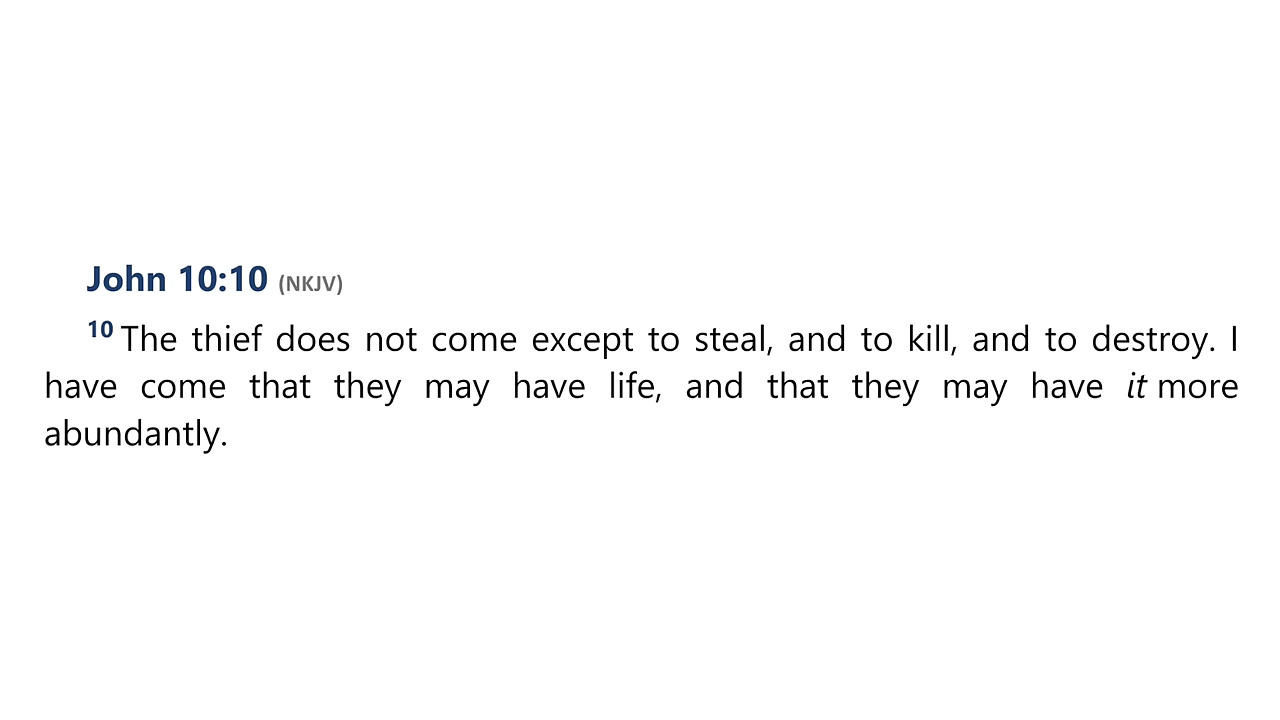 John 10:10 (NKJV)
10 The thief does not come except to steal, and to kill, and to destroy. I
have come that they may have life, and that they may have it more
abundantly.